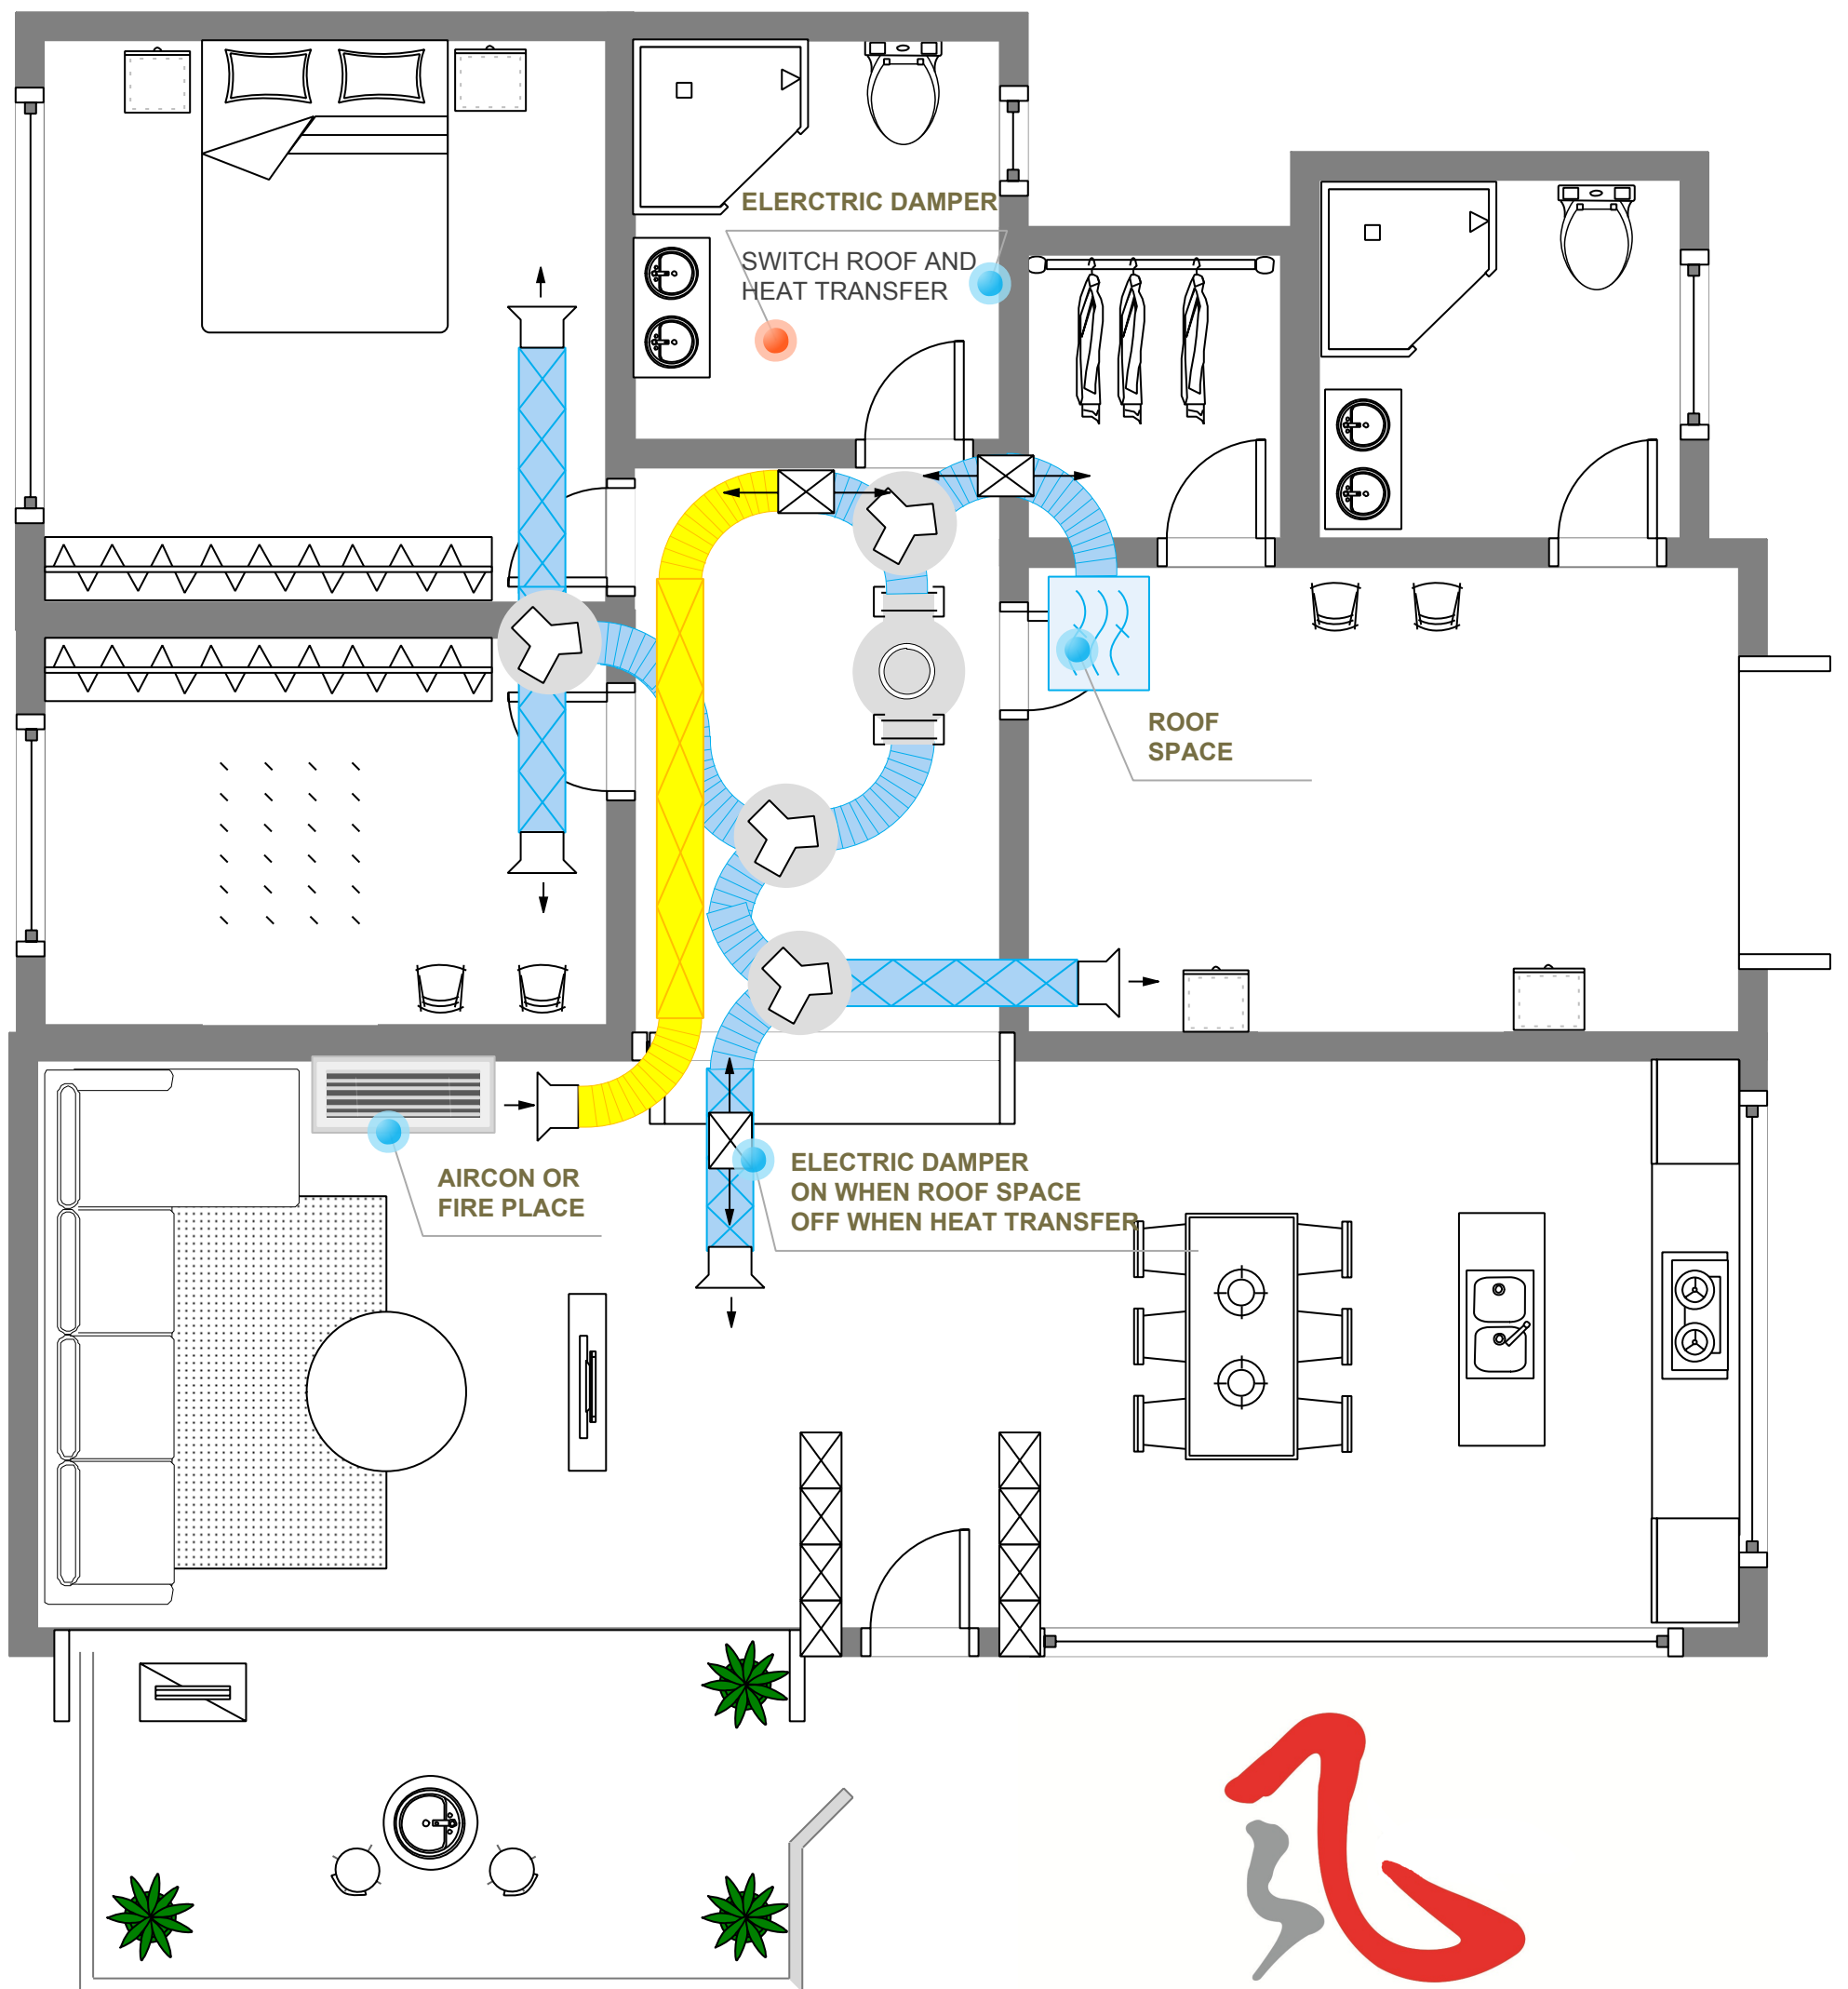 ELERCTRIC DAMPER
SWITCH ROOF AND
HEAT TRANSFER
ROOF
SPACE
AIRCON OR
FIRE PLACE
ELECTRIC DAMPER
ON WHEN ROOF SPACE
OFF WHEN HEAT TRANSFER